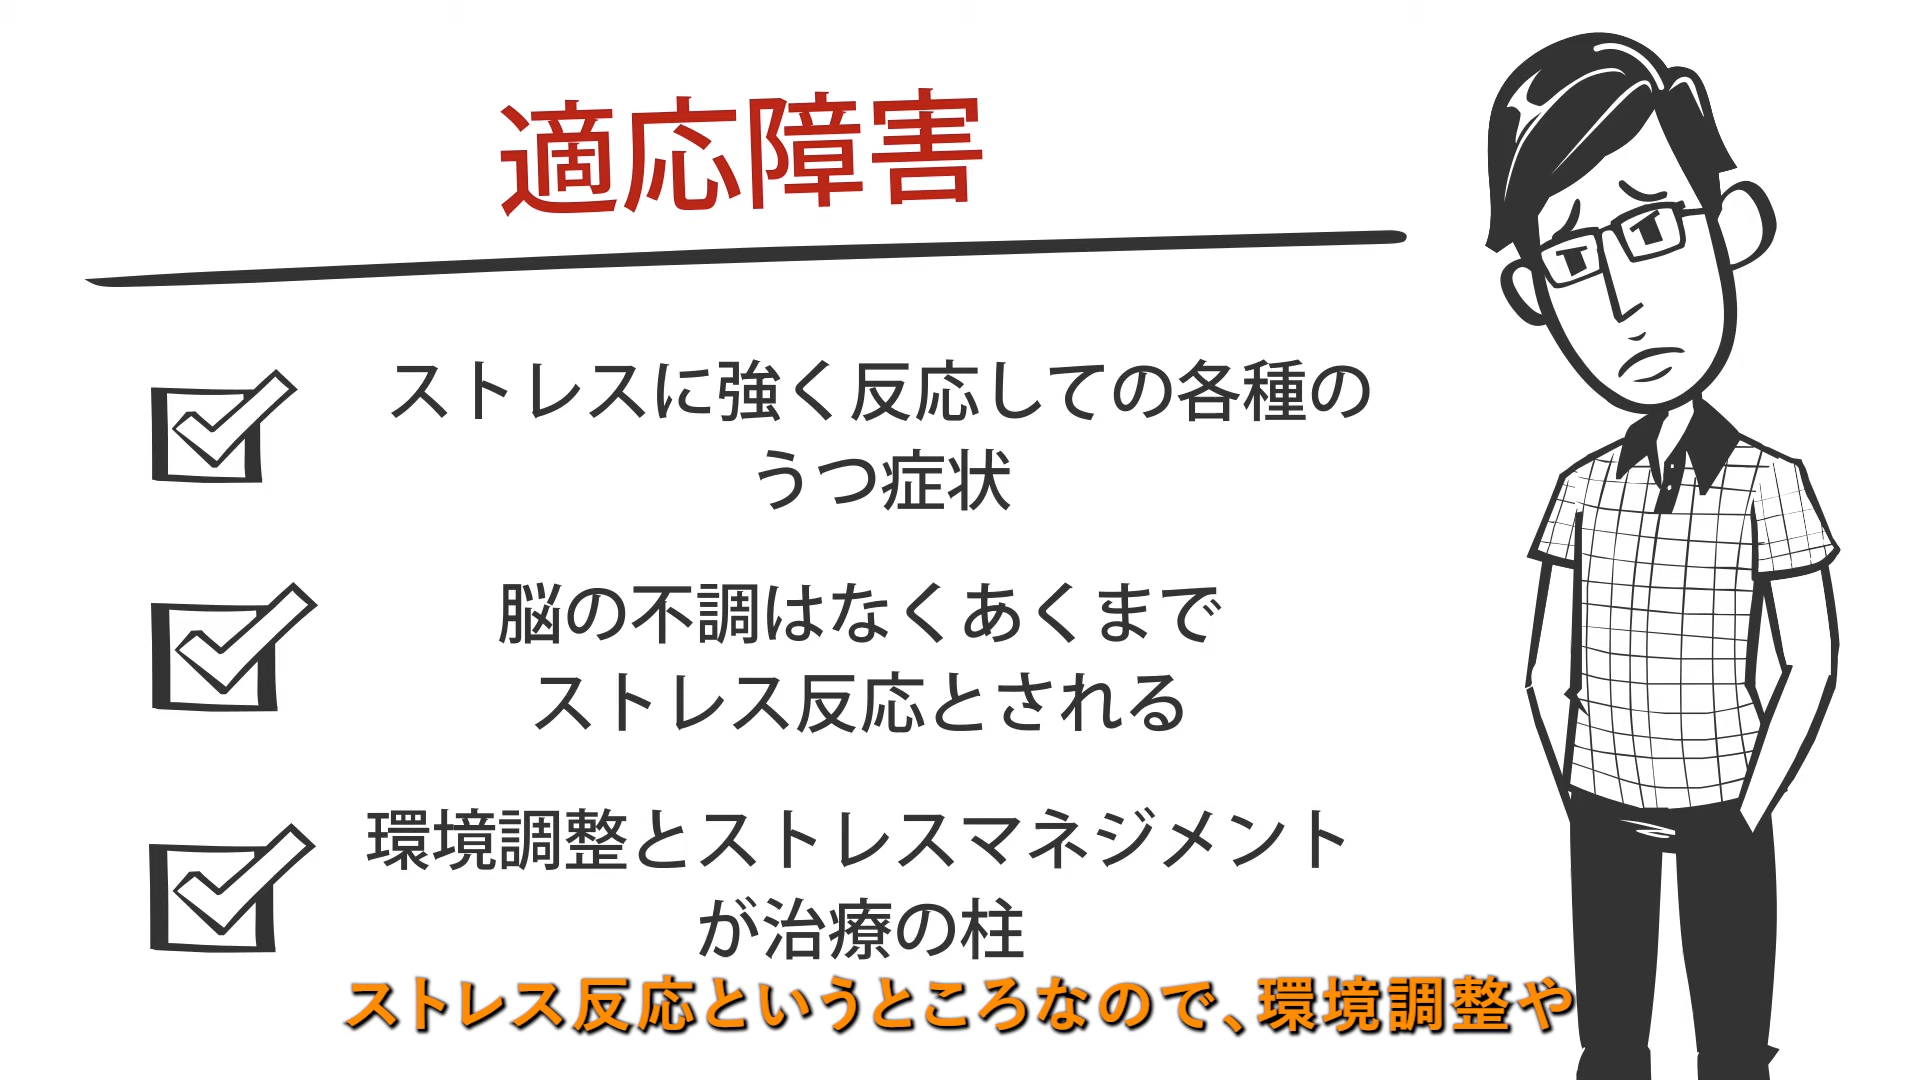 適応障害
ストレスに強く反応しての各種の
うつ症状
脳の不調はなくあくまで
ストレス反応とされる
環境調整とストレスマネジメント
が治療の柱
ストレス反応というところなので、環境調整や